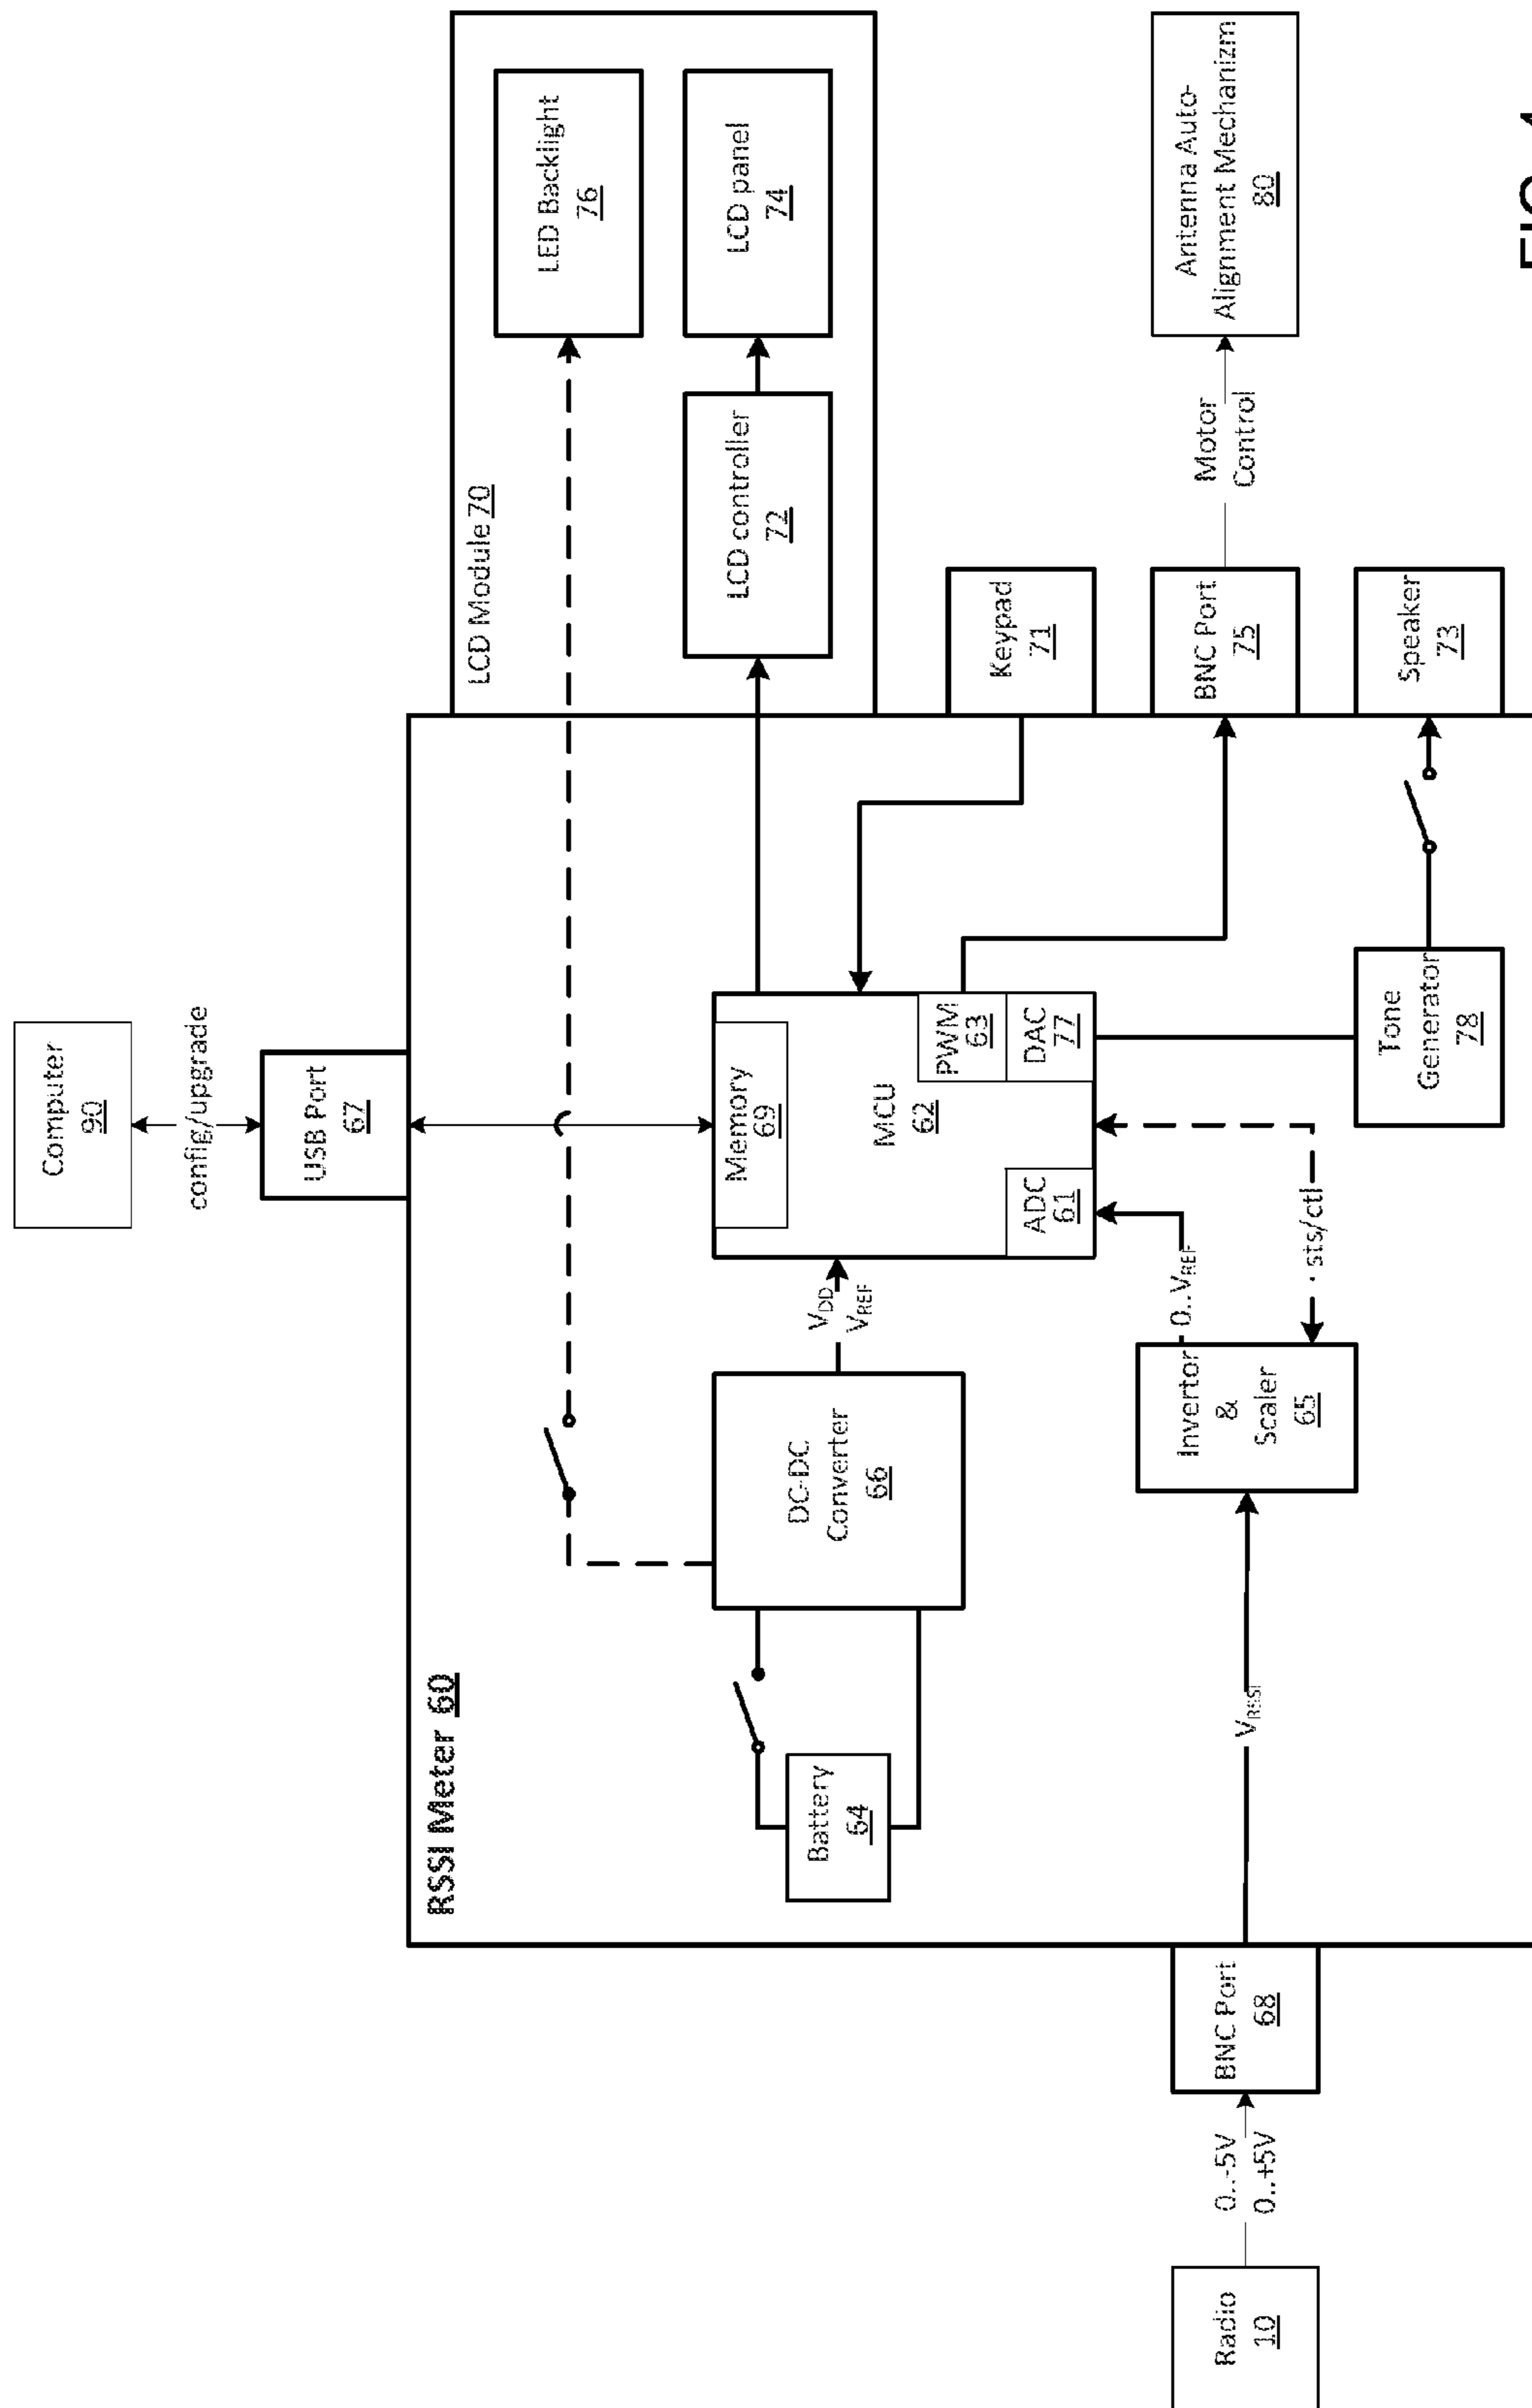 Computer
90
config/upgrade
USB Port
67
RSSI Meter 60
LCD Module 70
LED Backlight
76
LCD controller
72
LCD panel
74
Battery
64
DC-DC
Converter
66
VDD
VREF
Memory
69
MCU
62
PWM
63
DAC
77
ADC
61
Keypad
71
BNC Port
75
Motor
Control
Antenna Auto-
Alignment Mechanizm
80
Speaker
73
Tone
Generator
78
Radio
10
0..-5V
0..+5V
BNC Port
68
VRSSI
Invertor
&
Scaler
65
0..VREF
sts/ctl